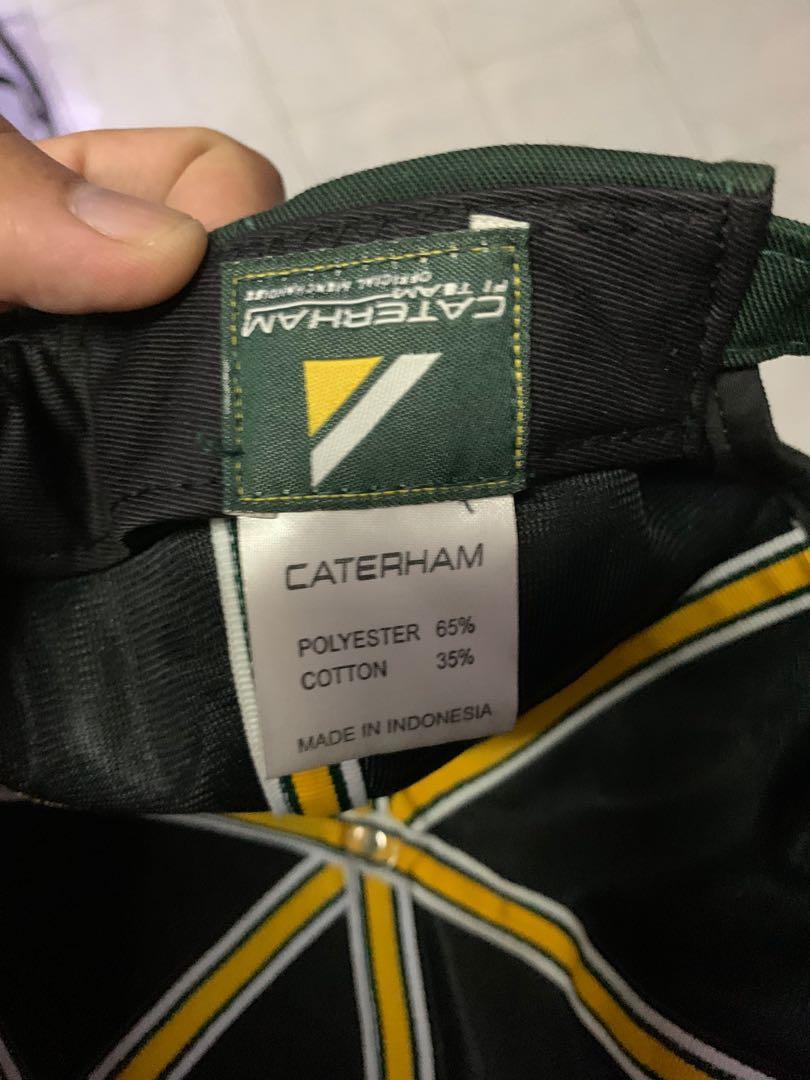 CATERHAM
F1 TEAM
OFFICIAL MERCHANDISE
CATERHAM
POLYESTER 65%
COTTON 35%
MADE IN INDONESIA